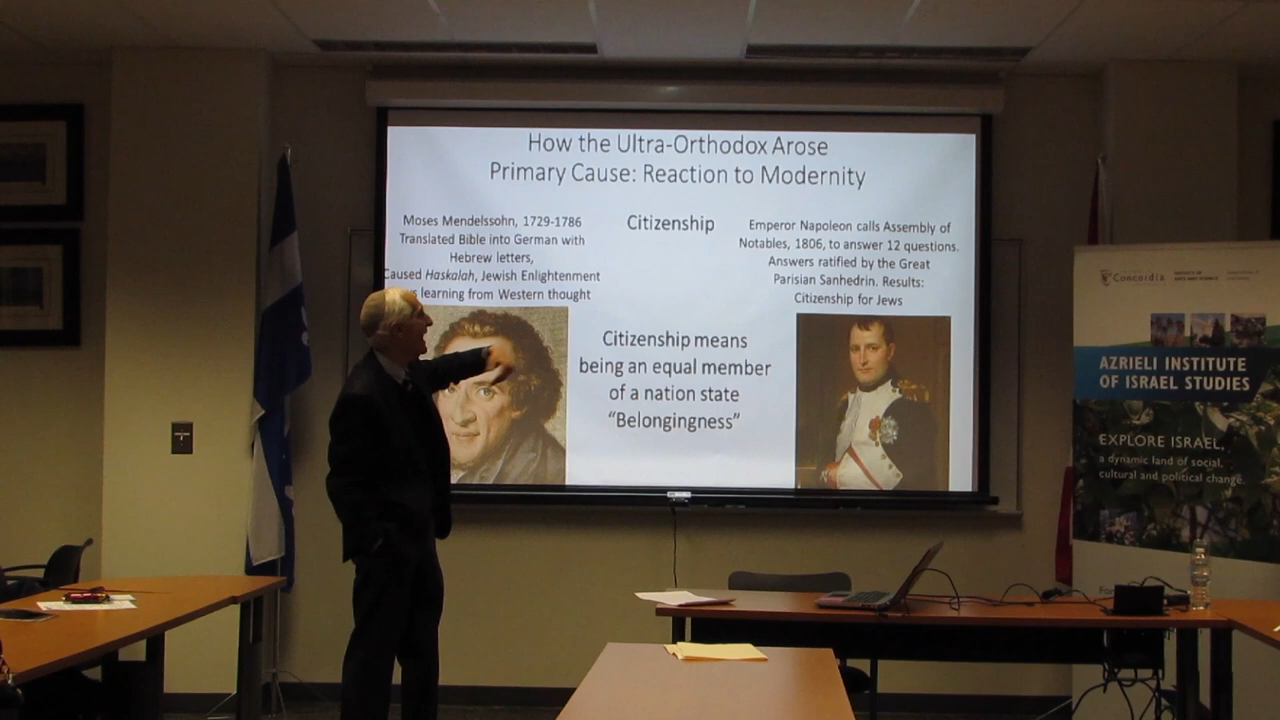 How the Ultra-Orthodox Arose
Primary Cause: Reaction to Modernity
Moses Mendelssohn, 1729-1786
Translated Bible into German with
Hebrew letters,
Caused Haskalah, Jewish Enlightenment
learning from Western thought
Citizenship
Citizenship means
being an equal member
of a nation state
“Belongingness”
Emperor Napoleon calls Assembly of
Notables, 1806, to answer 12 questions.
Answers ratified by the Great
Parisian Sanhedrin. Results:
Citizenship for Jews
Concordia
AZRIELI INSTITUTE
OF ISRAEL STUDIES
EXPLORE ISRAEL,
a dynamic land of social,
cultural and political change.